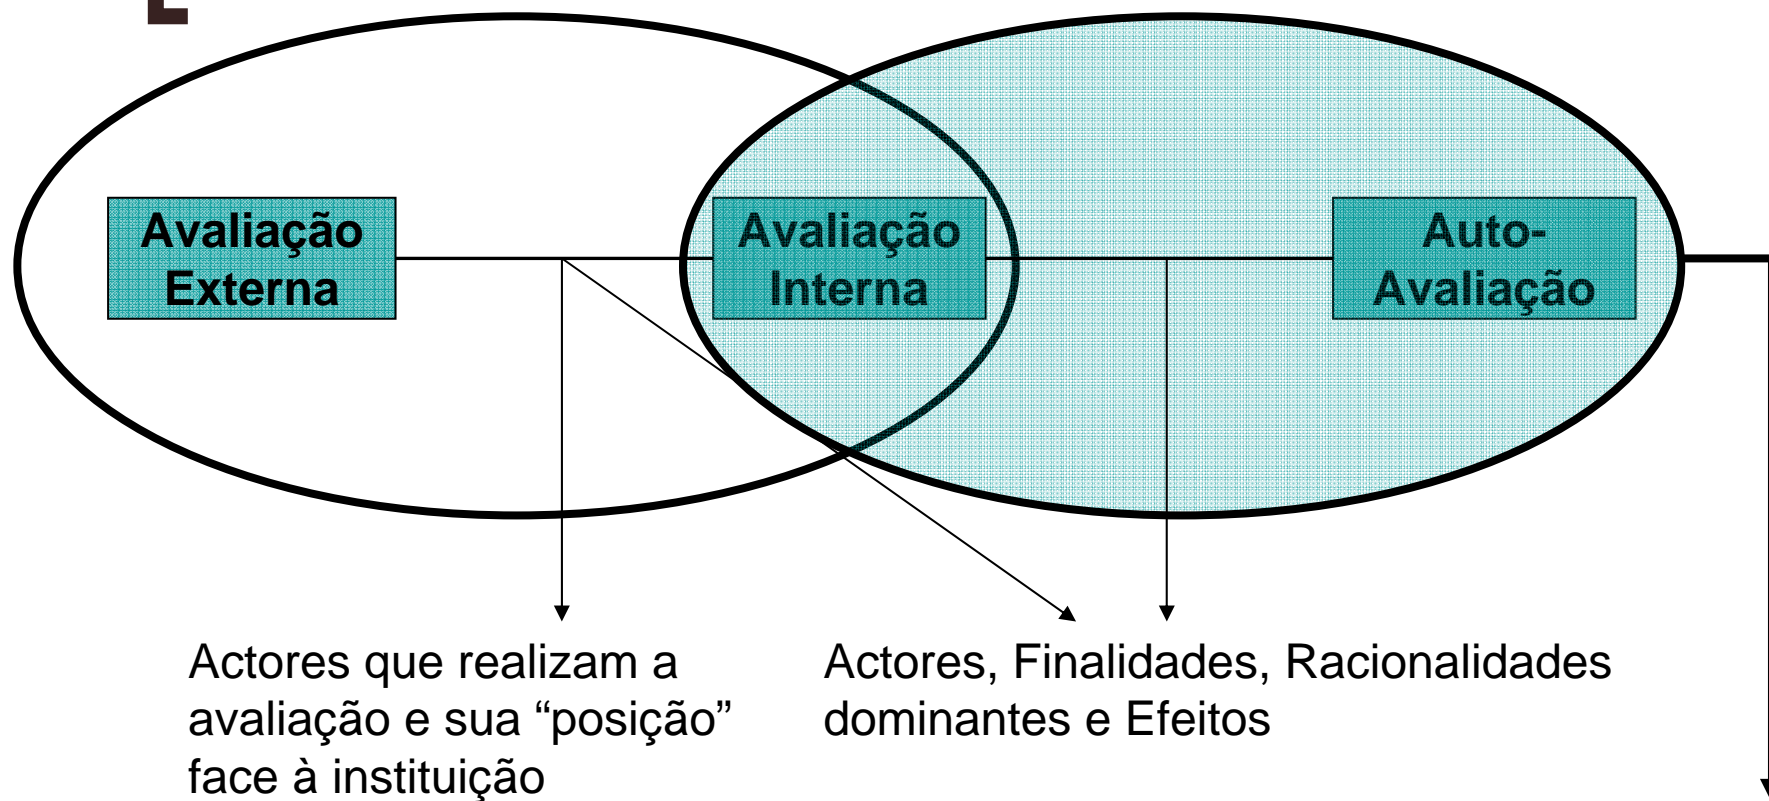 Avaliação
Externa
Avaliação
Interna
Auto-
Avaliação
Actores que realizam a
avaliação e sua “posição”
face à instituição
Actores, Finalidades, Racionalidades
dominantes e Efeitos